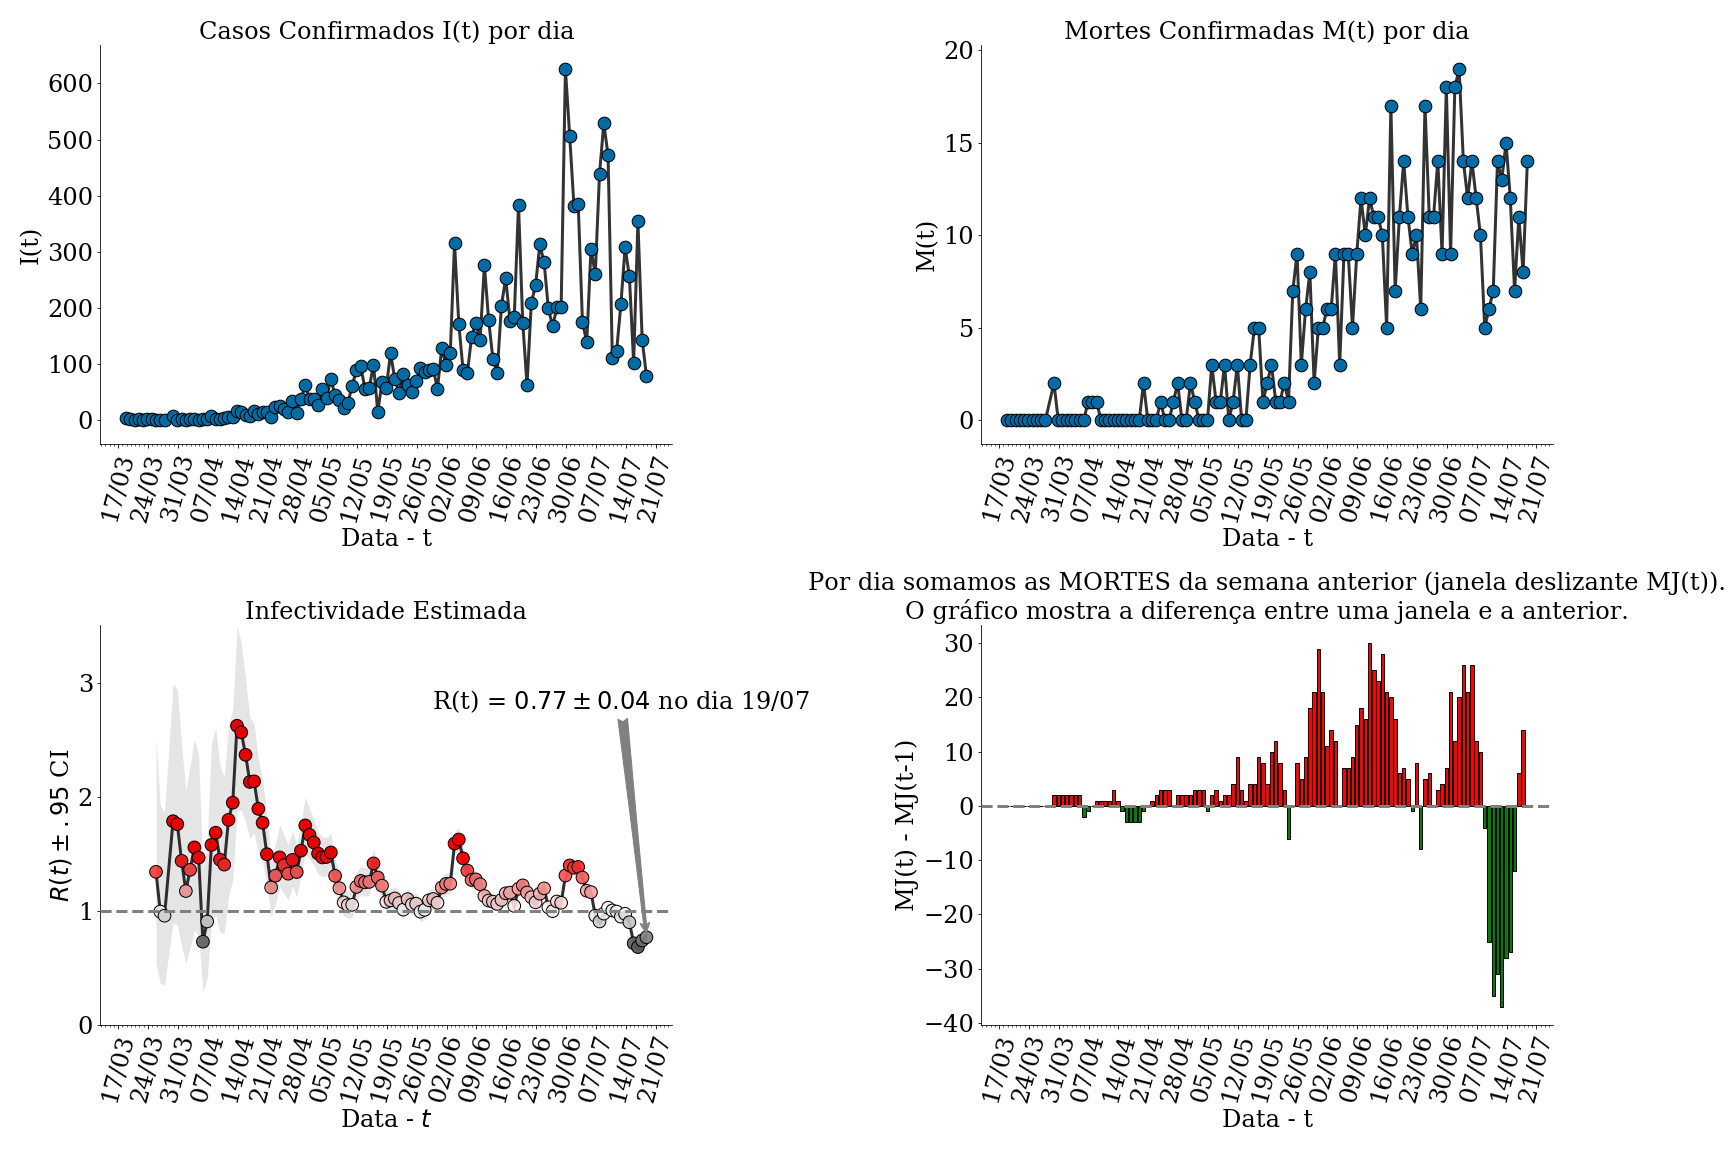 Casos Confirmados I(t) por dia
600
500
400
300
200
100
0
I(t)
17/03 24/03 31/03 07/04 14/04 21/04 28/04 05/05 12/05 19/05 26/05 02/06 09/06 16/06 23/06 30/06 07/07 14/07 21/07
Data - t
Mortes Confirmadas M(t) por dia
20
15
10
5
0
M(t)
17/03 24/03 31/03 07/04 14/04 21/04 28/04 05/05 12/05 19/05 26/05 02/06 09/06 16/06 23/06 30/06 07/07 14/07 21/07
Data - t
Infectividade Estimada
3
2
1
0
R(t) ± .95 CI
R(t) = 0.77 ± 0.04 no dia 19/07
17/03 24/03 31/03 07/04 14/04 21/04 28/04 05/05 12/05 19/05 26/05 02/06 09/06 16/06 23/06 30/06 07/07 14/07 21/07
Data - t
Por dia somamos as MORTES da semana anterior (janela deslizante MJ(t)).
O gráfico mostra a diferença entre uma janela e a anterior.
30
20
10
0
−10
−20
−30
−40
MJ(t) - MJ(t-1)
17/03 24/03 31/03 07/04 14/04 21/04 28/04 05/05 12/05 19/05 26/05 02/06 09/06 16/06 23/06 30/06 07/07 14/07 21/07
Data - t